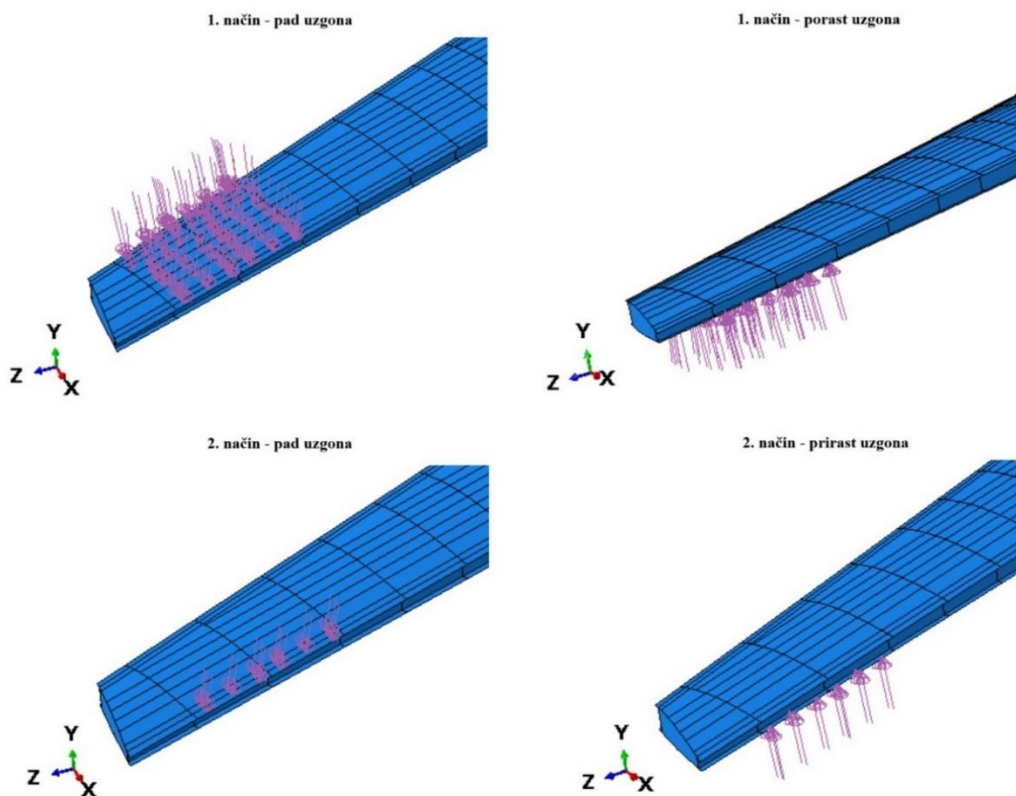 1. način - pad uzgona
1. način - porast uzgona
Y
Z
X
Y
Z
X
2. način - pad uzgona
2. način - prirast uzgona
Y
Z
X
Y
Z
X